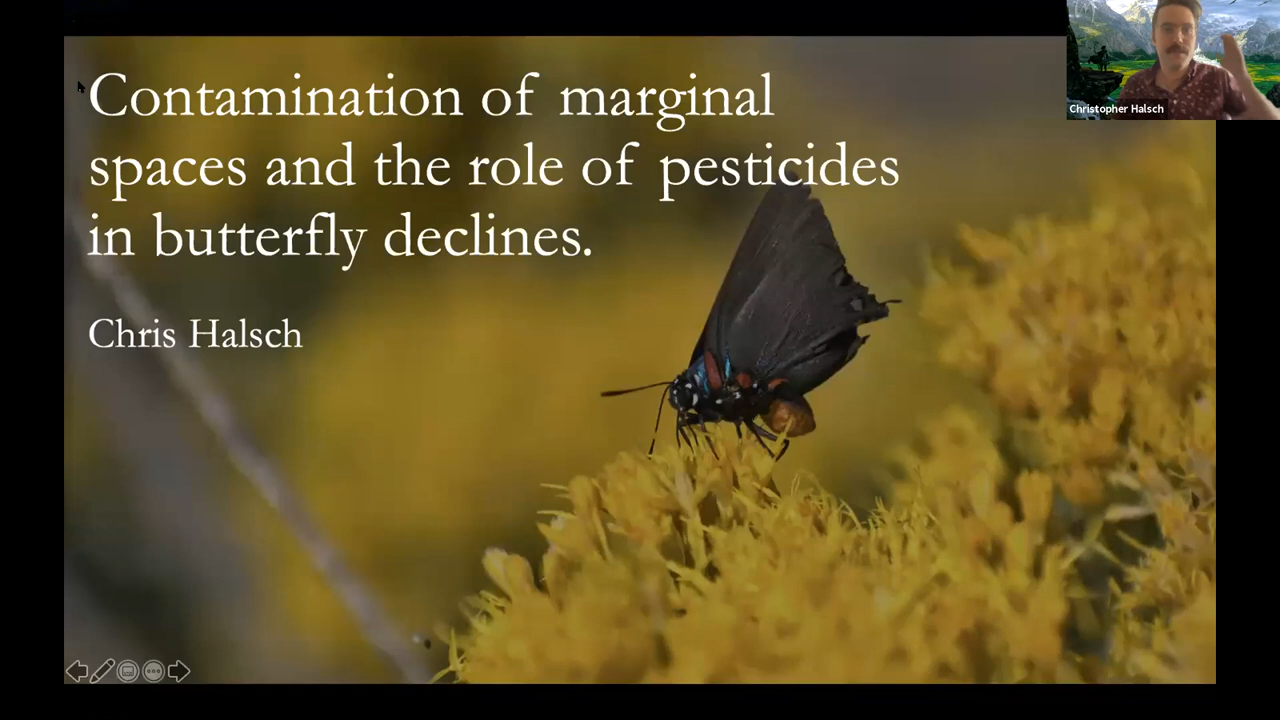 Contamination of marginal
spaces and the role of pesticides
in butterfly declines.
Chris Halsch
Christopher Halsch